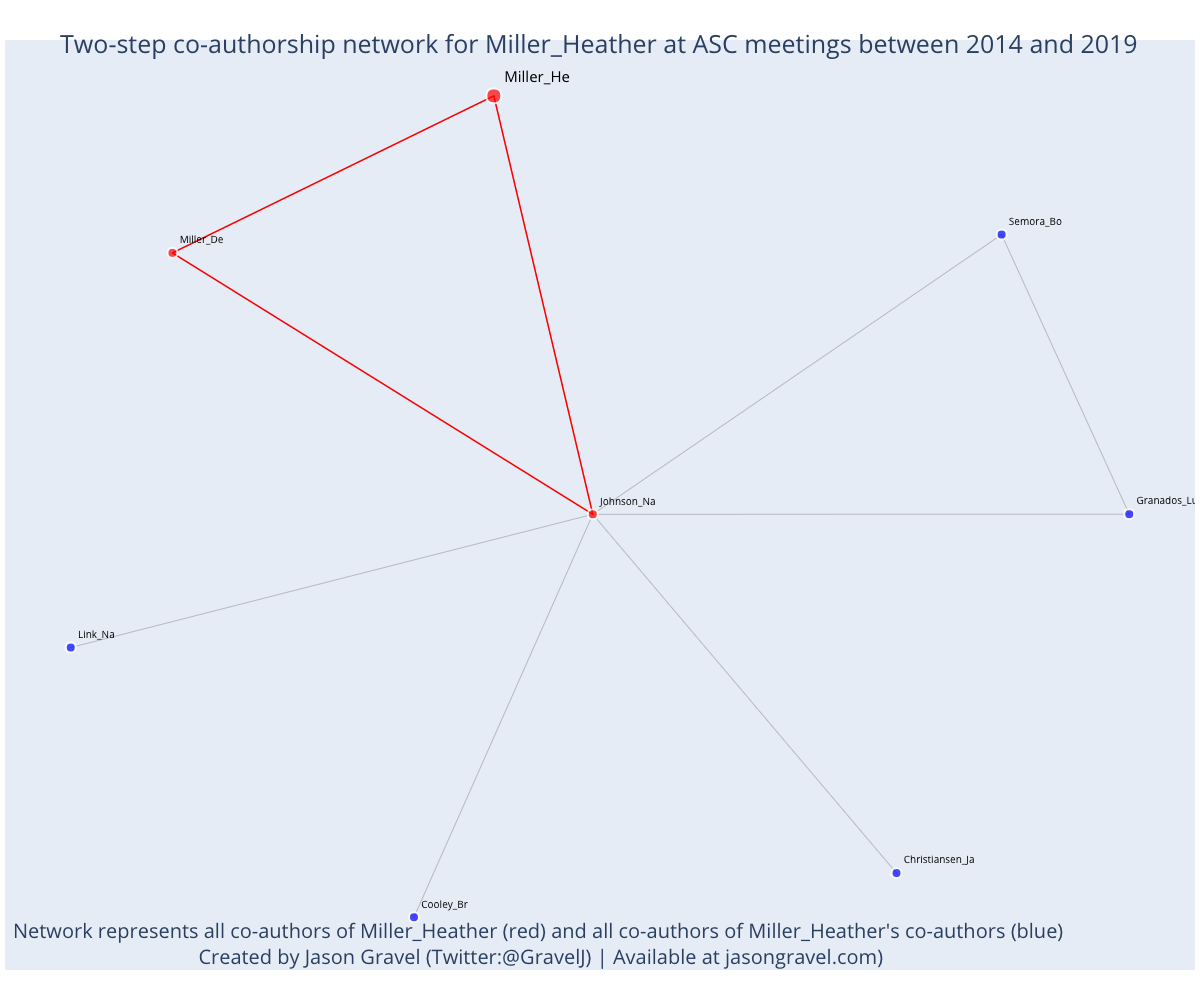 Two-step co-authorship network for Miller_Heather at ASC meetings between 2014 and 2019
Miller_He
Semora_Bo
Miller_De
Johnson_Na
Granados_Lu
Link_Na
Christiansen_Ja
Cooley_Br
Network represents all co-authors of Miller_Heather (red) and all co-authors of Miller_Heather's co-authors (blue)
Created by Jason Gravel (Twitter:@GravelJ) | Available at jasongravel.com)